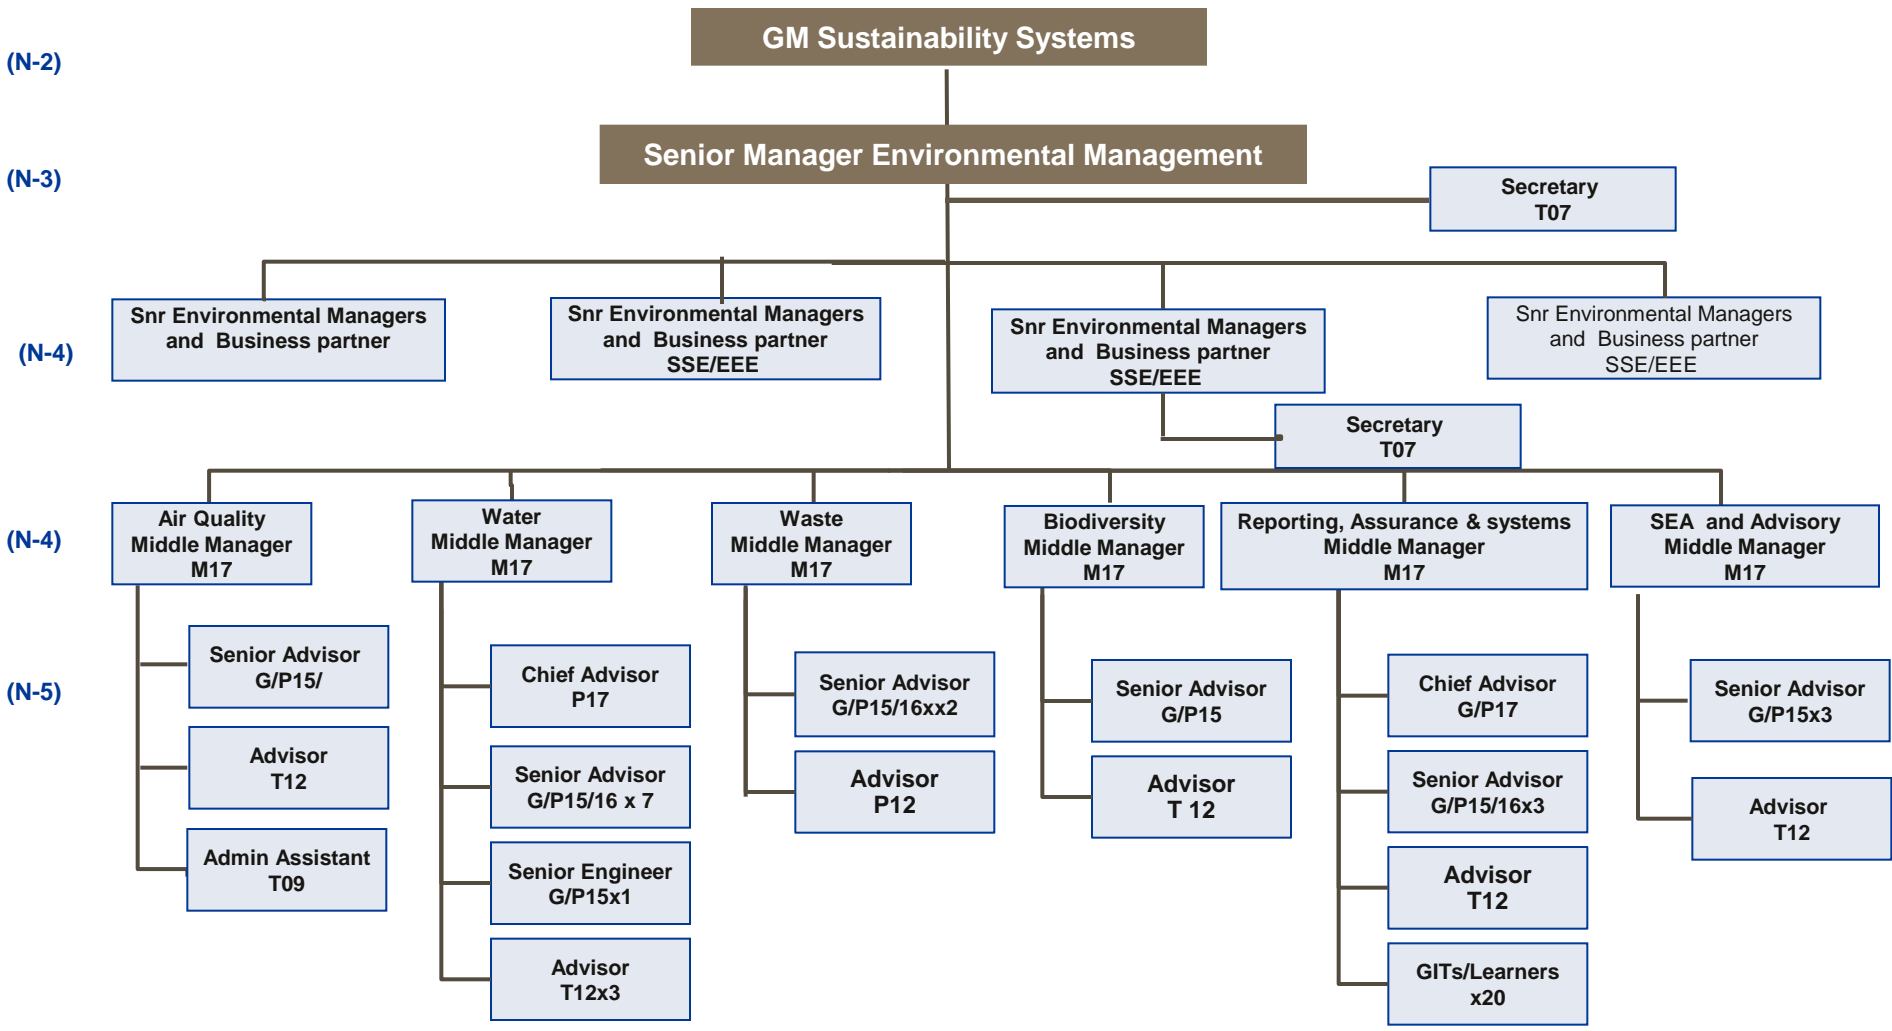 GM Sustainability Systems
(N-2)
Senior Manager Environmental Management
(N-3)
Secretary
T07
Snr Environmental Managers
and Business partner
Snr Environmental Managers
and Business partner
SSE/EEE
Snr Environmental Managers
and Business partner
SSE/EEE
Snr Environmental Managers
and Business partner
SSE/EEE
(N-4)
Secretary
T07
(N-4)
Air Quality
Middle Manager
M17
Water
Middle Manager
M17
Waste
Middle Manager
M17
Biodiversity
Middle Manager
M17
Reporting, Assurance & systems
Middle Manager
M17
SEA and Advisory
Middle Manager
M17
(N-5)
Senior Advisor
G/P15/
Advisor
T12
Admin Assistant
T09
Chief Advisor
P17
Senior Advisor
G/P15/16 x 7
Senior Engineer
G/P15x1
Advisor
T12x3
Senior Advisor
G/P15/16xx2
Advisor
P12
Senior Advisor
G/P15
Advisor
T 12
Chief Advisor
G/P17
Senior Advisor
G/P15/16x3
Advisor
T12
GITs/Learners
x20
Senior Advisor
G/P15x3
Advisor
T12